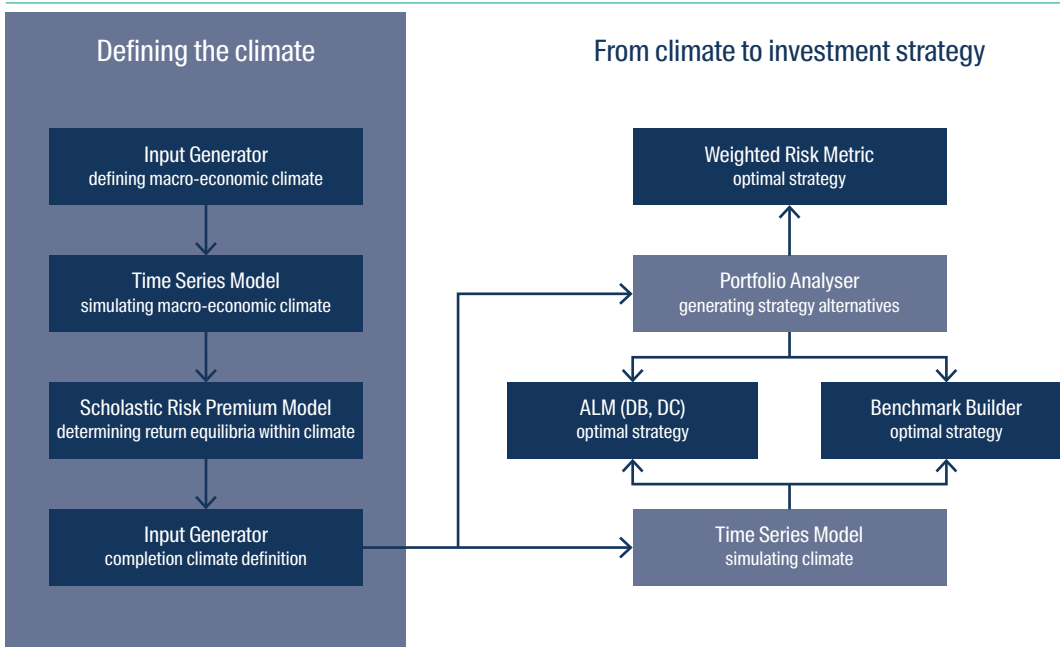 Defining the climate
Input Generator
defining macro-economic climate
Time Series Model
simulating macro-economic climate
Scholastic Risk Premium Model
determining return equilibria within climate
Input Generator
completion climate definition
From climate to investment strategy
Weighted Risk Metric
optimal strategy
Portfolio Analyser
generating strategy alternatives
ALM (DB, DC)
optimal strategy
Benchmark Builder
optimal strategy
Time Series Model
simulating climate